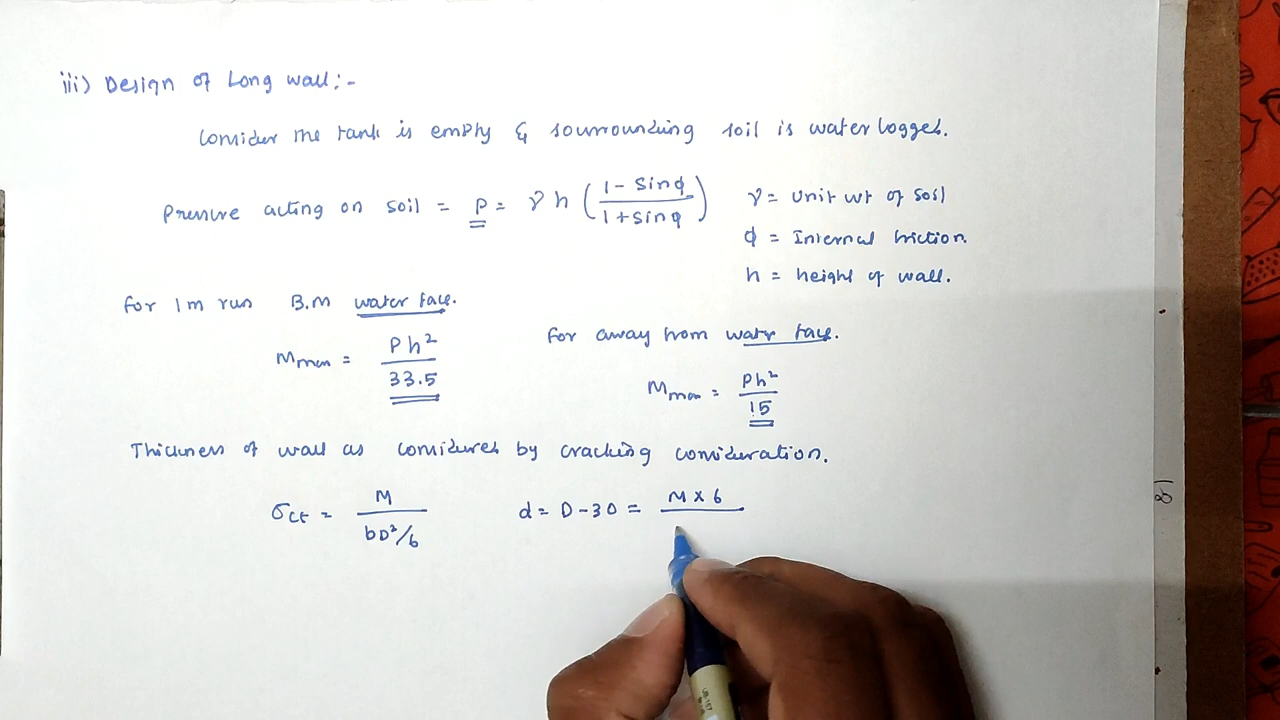 iii) Design of Long wall:-
Consider the tank is empty & sourrounding soil is water logged.
Pressure acting on soil = P = γ h (1 - Sinφ / 1 + sinφ)
γ = Unit wt of soil
φ = Internal friction.
h = height of wall.
For 1m run B.M water face.
Mmax = Ph² / 33.5
For away from water face.
Mmax = Ph² / 15
Thickness of wall as considered by cracking consideration.
σct = M / bD²/6
d = D - 30 = M × 6